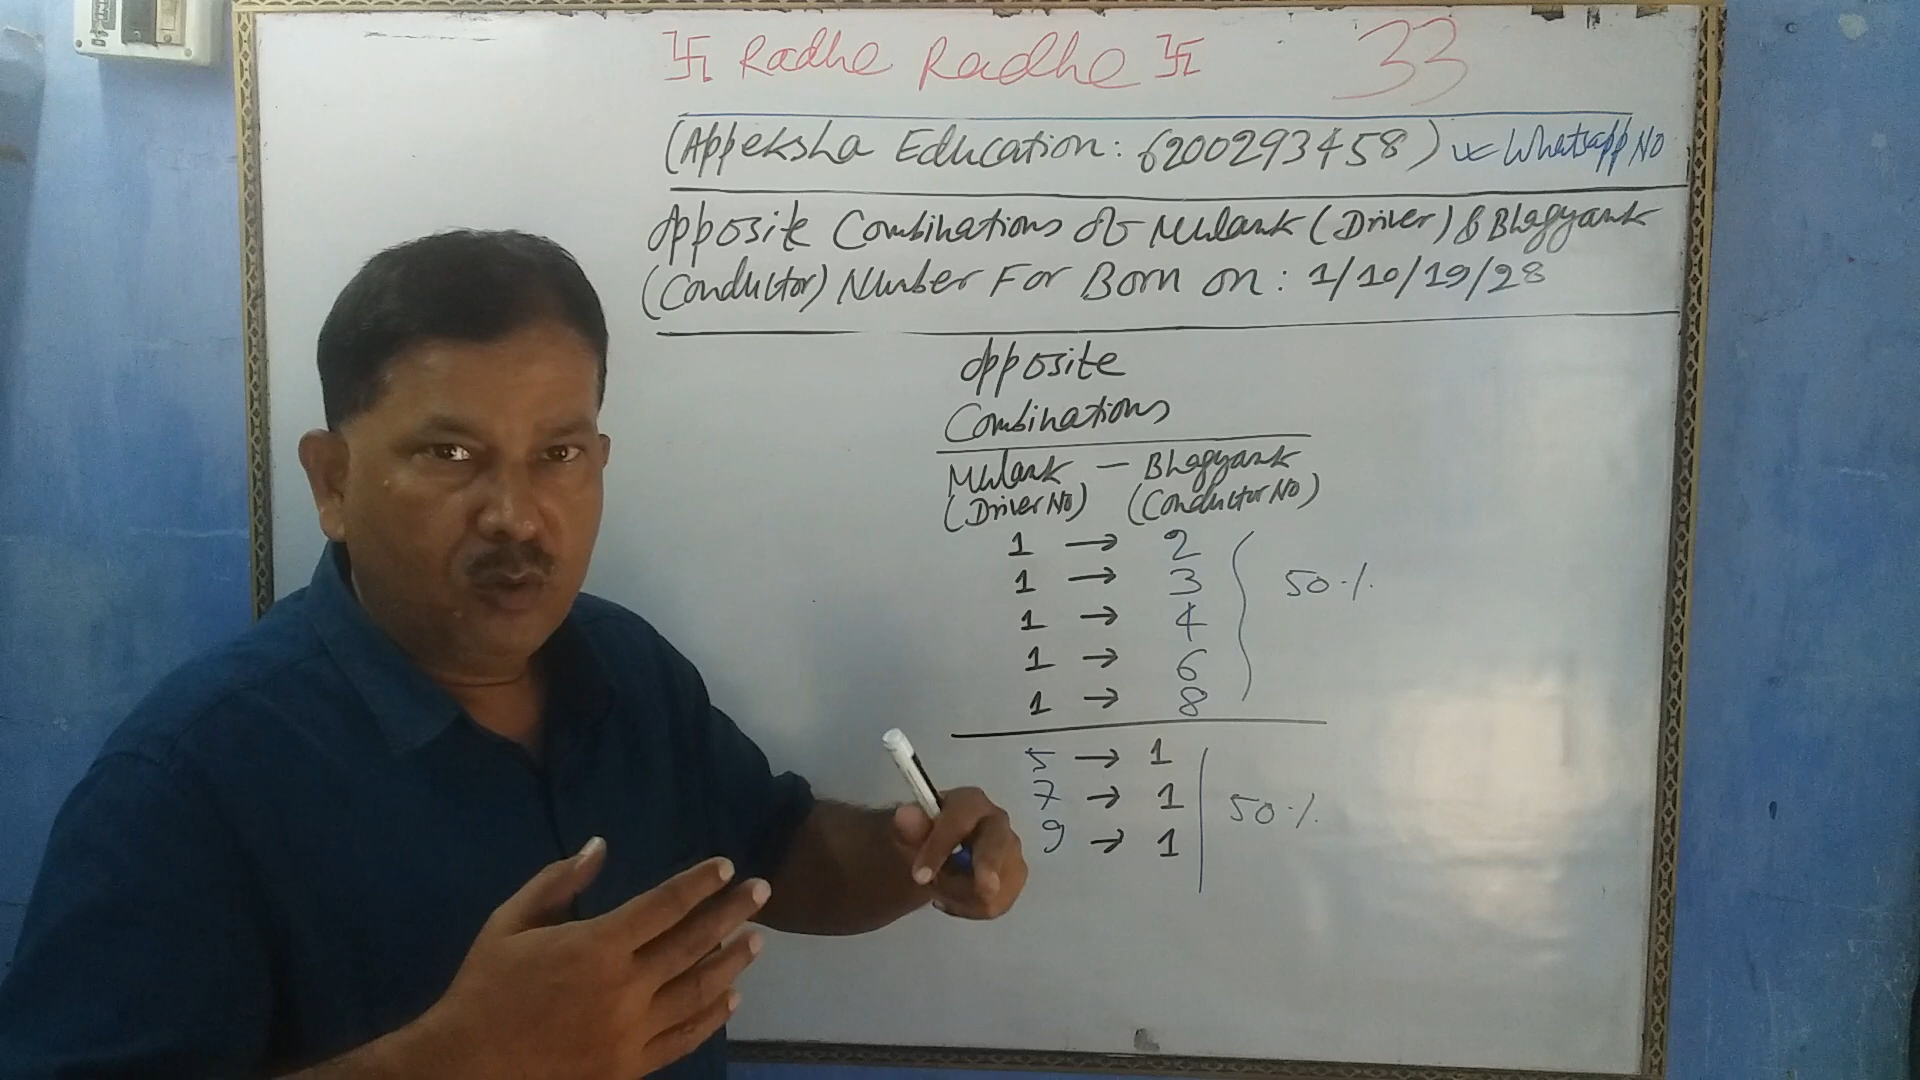 卐 Radhe Radhe 卐 33
(Appeksha Education: 6200293458) ← Whatsapp No
Opposite Combinations of Mulank (Driver) & Bhagyank
(Conductor) Number For Born on: 1/10/19/28
Opposite
Combinations
Mulank — Bhagyank
(Driver No) (Conductor No)
1 → 2
1 → 3 50%
1 → 4
1 → 6
1 → 8
5 → 1
7 → 1 50%
9 → 1